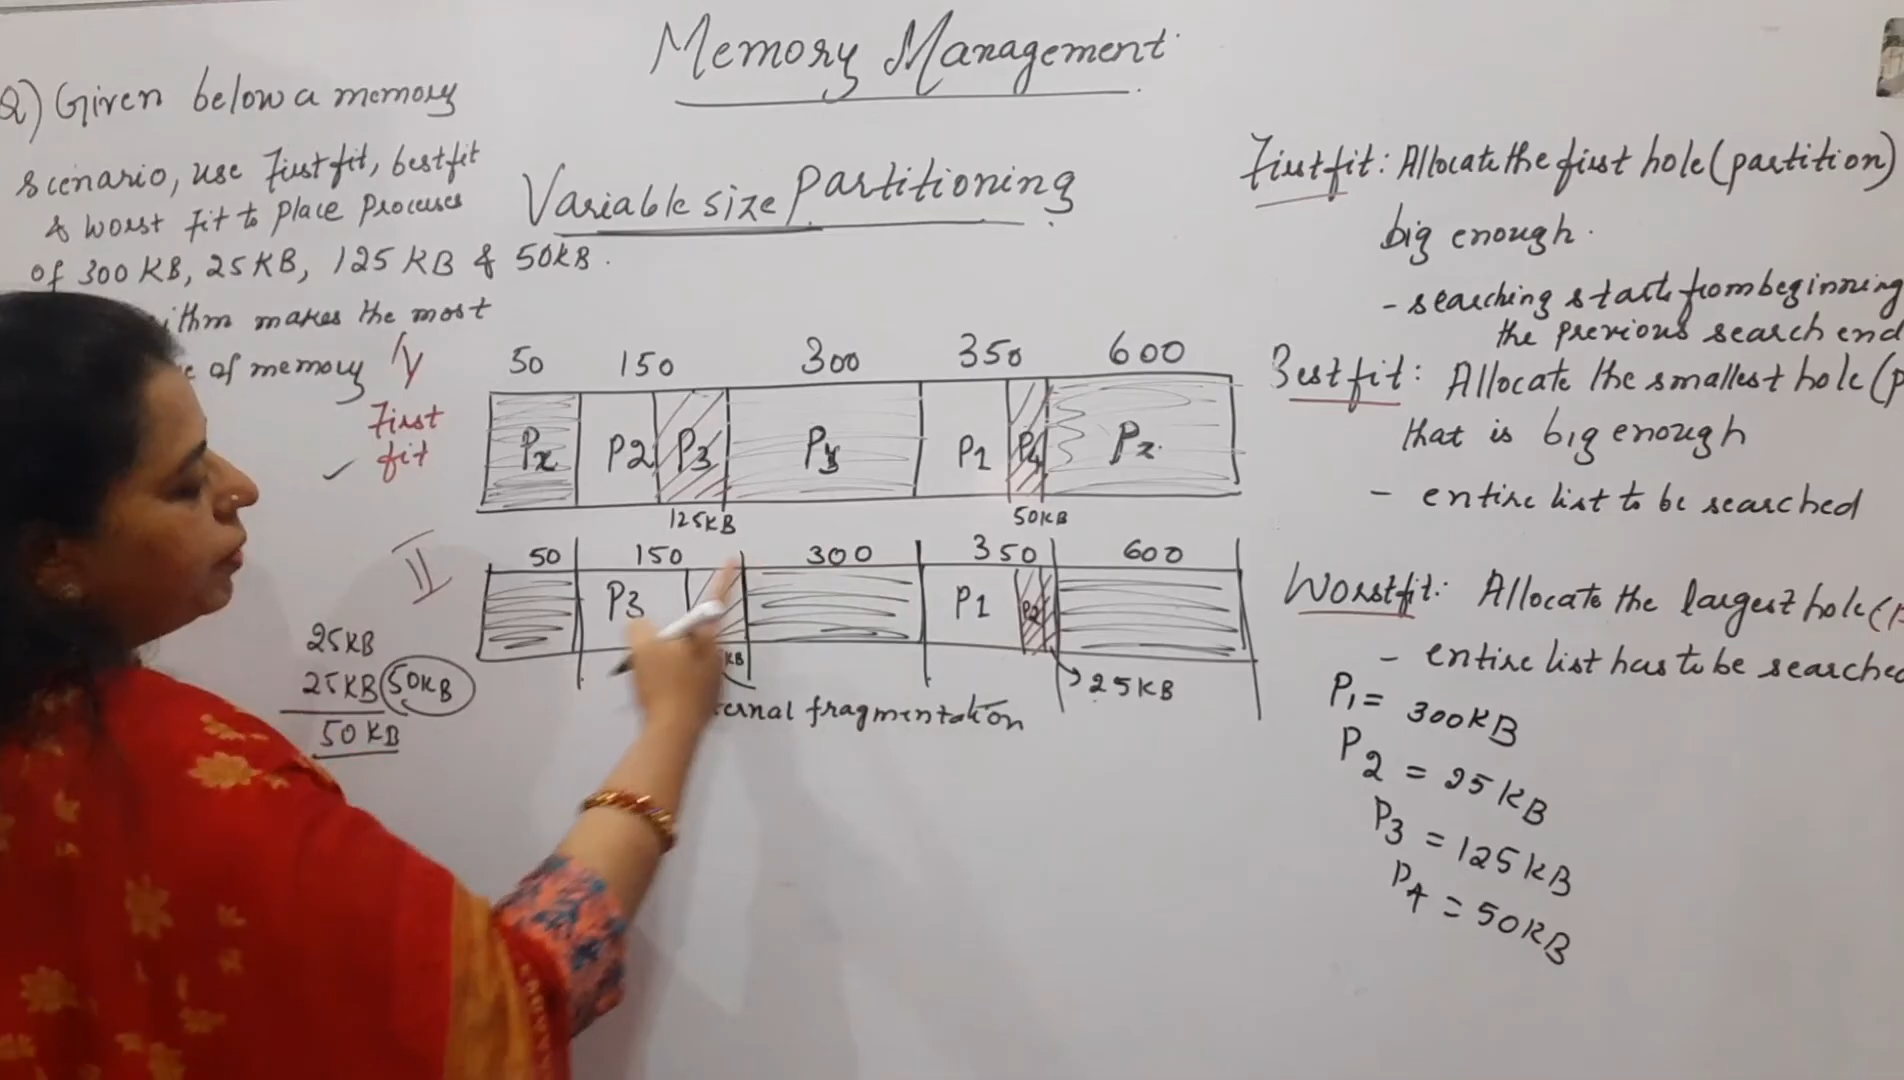 Memory Management
Q) Given below a memory
scenario, use First fit, best fit
& worst fit to place processes
of 300 KB, 25KB, 125 KB & 50KB.
ithm makes the most
of memory
Variable size Partitioning
First fit: Allocate the first hole (partition)
big enough.
- searching start from beginning
the previous search end
Best fit: Allocate the smallest hole (P
that is big enough
- entire list to be searched
Worst fit: Allocate the largest hole (
- entire list has to be searched
P1 = 300KB
P2 = 25KB
P3 = 125KB
P4 = 50KB
I
First
fit
50 150 300 350 600
Px P2 P3 Py P1 P4 Pz
125KB 50KB
II
50 150 300 350 600
P3 P1 P2
KB
25KB
ernal fragmentation
25KB
25KB 50KB
50KB